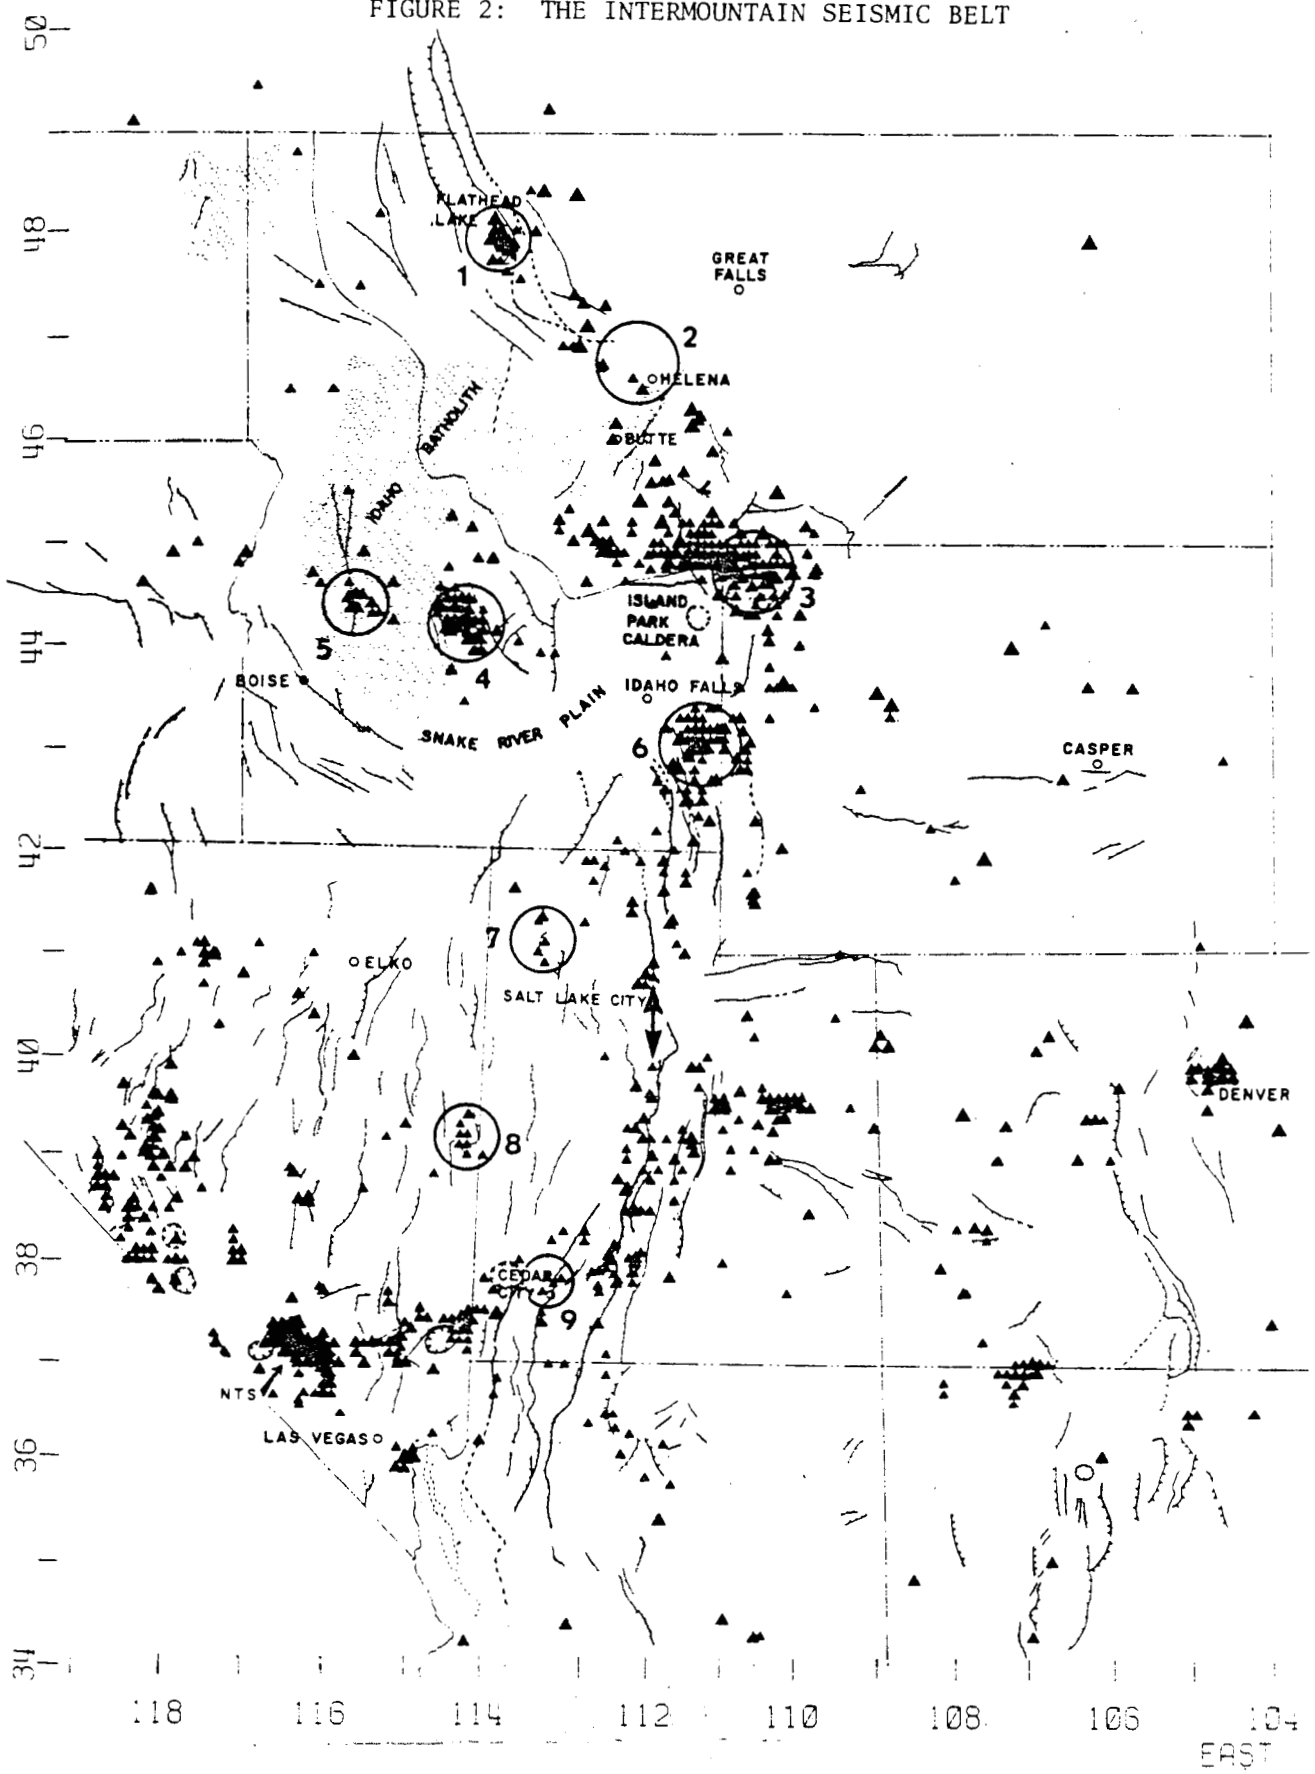 FIGURE 2: THE INTERMOUNTAIN SEISMIC BELT
50
FLATHEAD
LAKE
48
1
GREAT
FALLS
2
HELENA
BATHOLITH
46
BUTTE
IDAHO
3
ISLAND
PARK
CALDERA
5
44
4
BOISE
IDAHO FALLS
SNAKE RIVER PLAIN
6
CASPER
42
7
ELKO
SALT LAKE CITY
40
DENVER
8
38
CEDAR
CITY
9
NTS
LAS VEGAS
36
34
118
116
114
112
110
108
106
104
EAST